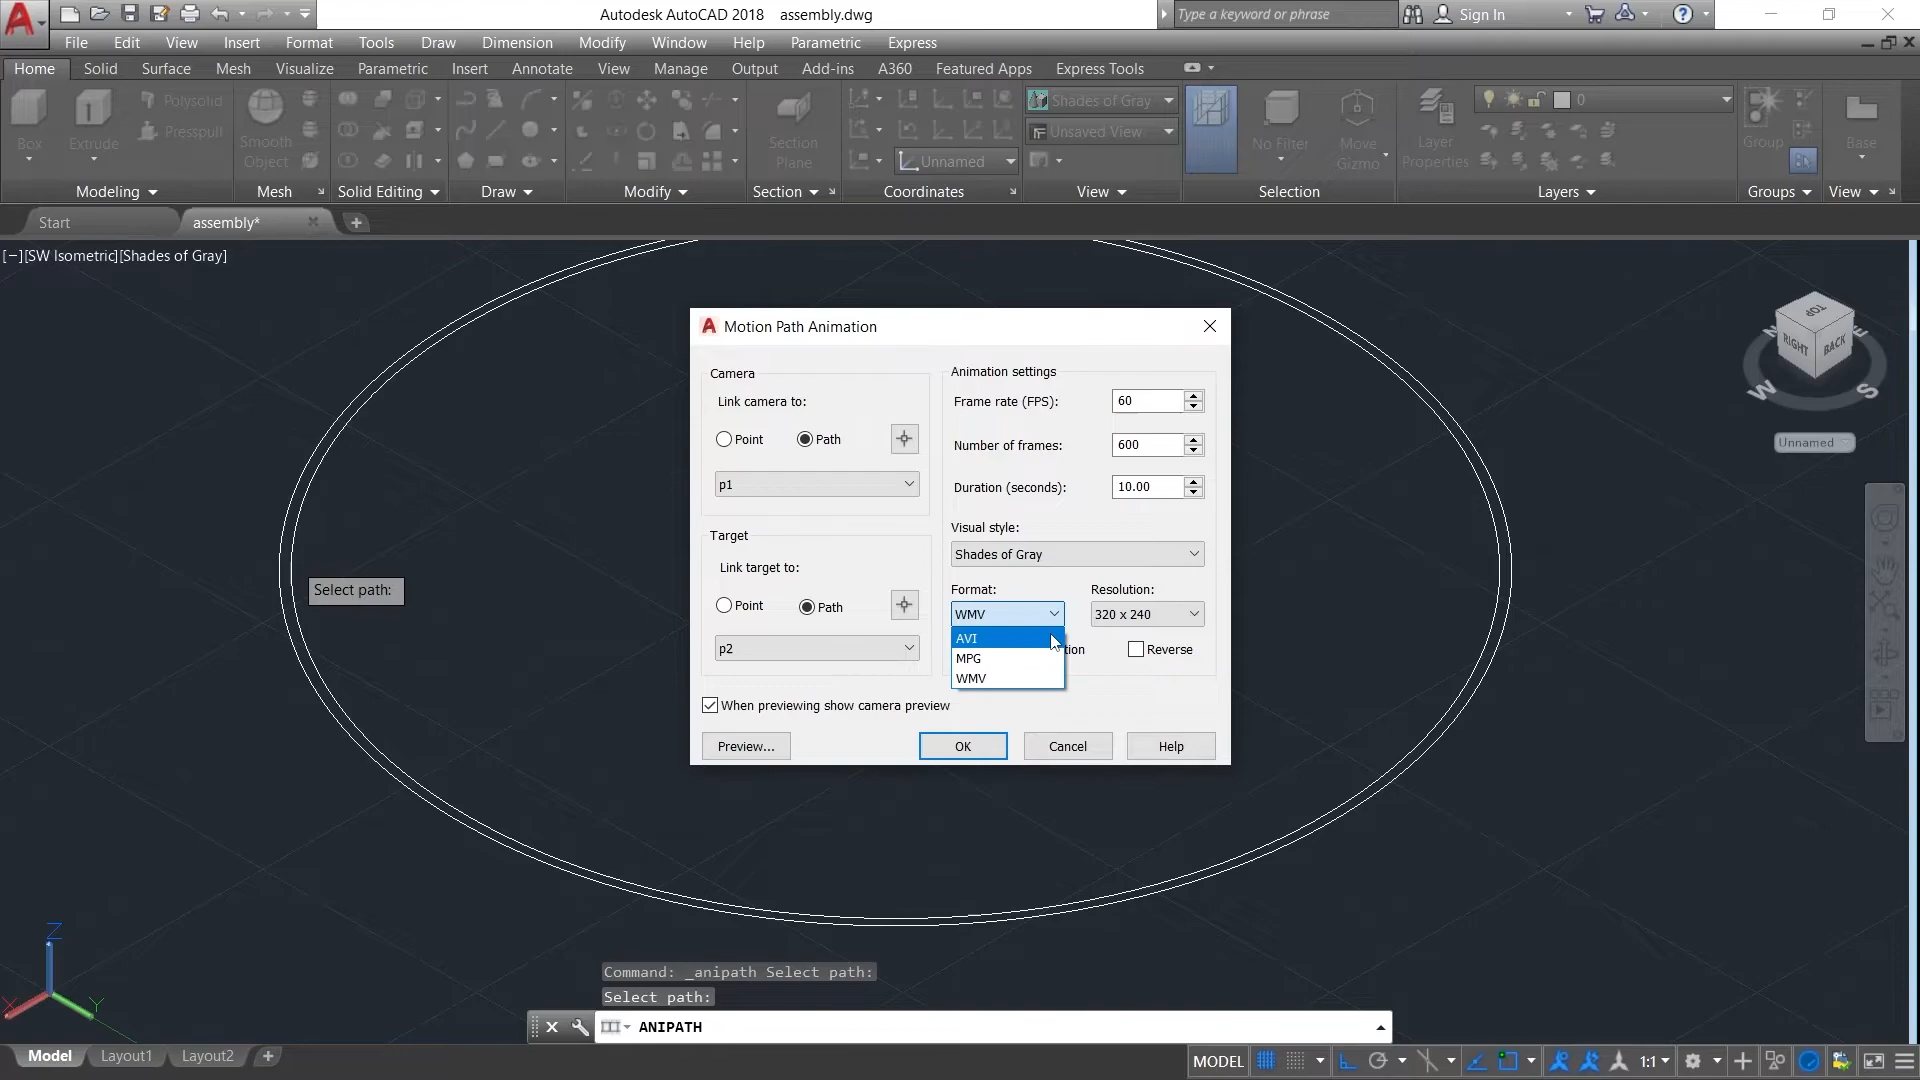 Autodesk AutoCAD 2018 assembly.dwg
Type a keyword or phrase
Sign In
File Edit View Insert Format Tools Draw Dimension Modify Window Help Parametric Express
Home Solid Surface Mesh Visualize Parametric Insert Annotate View Manage Output Add-ins A360 Featured Apps Express Tools
Box
Extrude
Polysolid
Presspull
Smooth
Object
Section
Plane
Unnamed
Shades of Gray
Unsaved View
No Filter
Move
Gizmo
Layer
Properties
0
Group
Base
Modeling Mesh Solid Editing Draw Modify Section Coordinates View Selection Layers Groups View
Start assembly*
[−][SW Isometric][Shades of Gray]
TOP
RIGHT BACK
N E
W S
Unnamed
Select path:
Motion Path Animation
Camera
Link camera to:
Point Path
p1
Target
Link target to:
Point Path
p2
Animation settings
Frame rate (FPS): 60
Number of frames: 600
Duration (seconds): 10.00
Visual style:
Shades of Gray
Format: Resolution:
WMV 320 x 240
AVI
MPG
WMV
tion
Reverse
When previewing show camera preview
Preview... OK Cancel Help
Z
X Y
Command: _anipath Select path:
Select path:
ANIPATH
Model Layout1 Layout2
MODEL 1:1